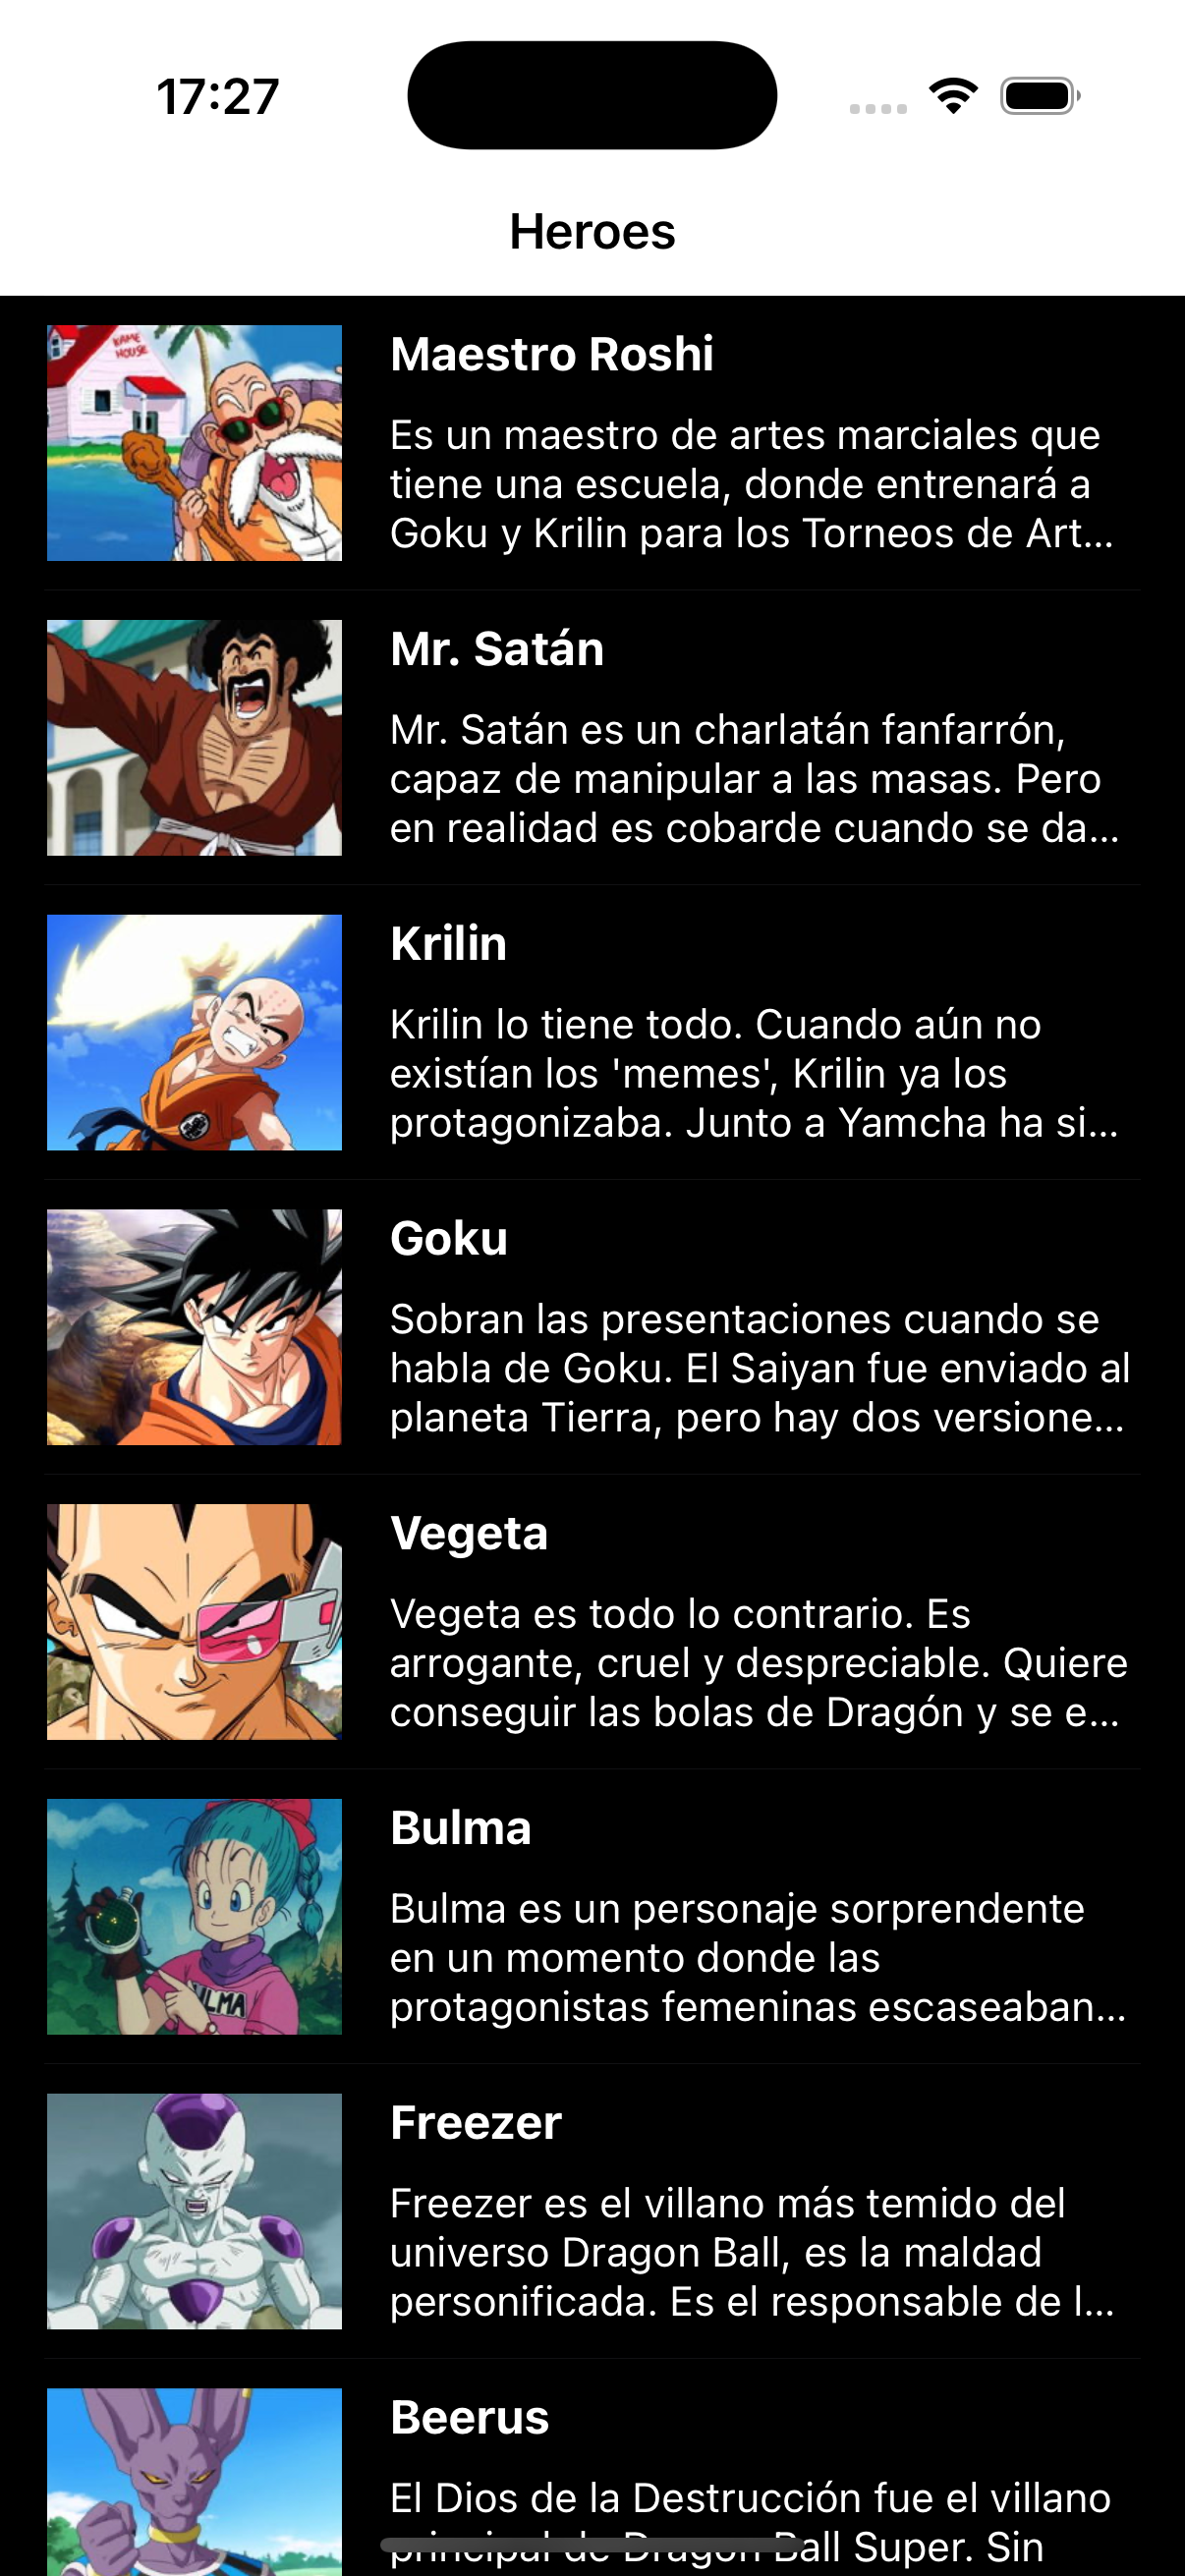 17:27
Heroes
KAME
HOUSE
Maestro Roshi
Es un maestro de artes marciales que
tiene una escuela, donde entrenará a
Goku y Krilin para los Torneos de Art...
Mr. Satán
Mr. Satán es un charlatán fanfarrón,
capaz de manipular a las masas. Pero
en realidad es cobarde cuando se da...
Krilin
Krilin lo tiene todo. Cuando aún no
existían los 'memes', Krilin ya los
protagonizaba. Junto a Yamcha ha si...
Goku
Sobran las presentaciones cuando se
habla de Goku. El Saiyan fue enviado al
planeta Tierra, pero hay dos versione...
Vegeta
Vegeta es todo lo contrario. Es
arrogante, cruel y despreciable. Quiere
conseguir las bolas de Dragón y se e...
Bulma
ULMA
Bulma es un personaje sorprendente
en un momento donde las
protagonistas femeninas escaseaban...
Freezer
Freezer es el villano más temido del
universo Dragon Ball, es la maldad
personificada. Es el responsable de l...
Beerus
El Dios de la Destrucción fue el villano
principal de Dragon Ball Super. Sin